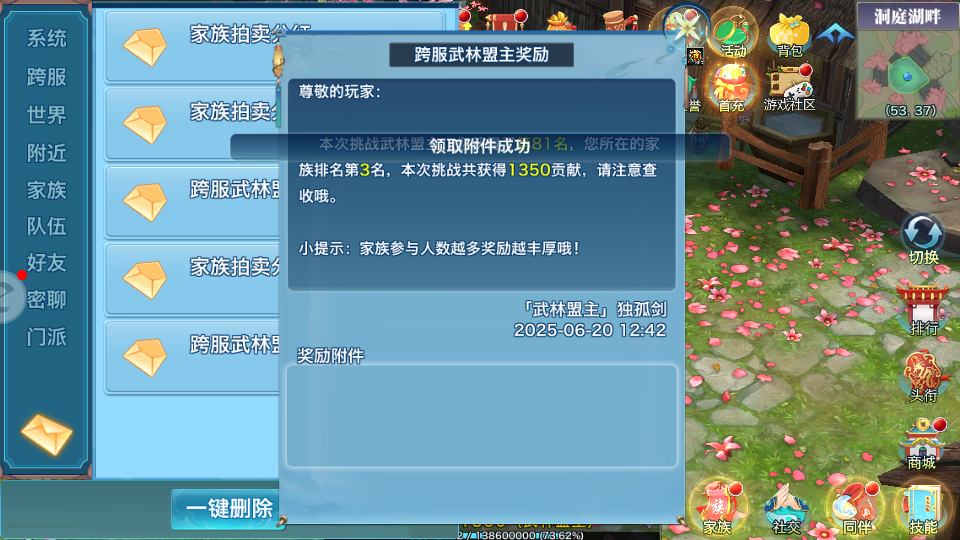 系统
跨服
世界
附近
家族
队伍
好友
密聊
门派
家族拍卖分红
家族拍卖分
跨服武林盟
家族拍卖分
跨服武林盟
一键删除
跨服武林盟主奖励
尊敬的玩家：
本次挑战武林盟
81名，您所在的家
领取附件成功
族排名第3名，本次挑战共获得1350贡献，请注意查
收哦。
小提示：家族参与人数越多奖励越丰厚哦！
「武林盟主」独孤剑
2025-06-20 12:42
奖励附件
活动
背包
誉
首充
游戏社区
洞庭湖畔
(53, 37)
切换
排行
头衔
商城
家族
社交
同伴
技能
/138600000 (73.62%)